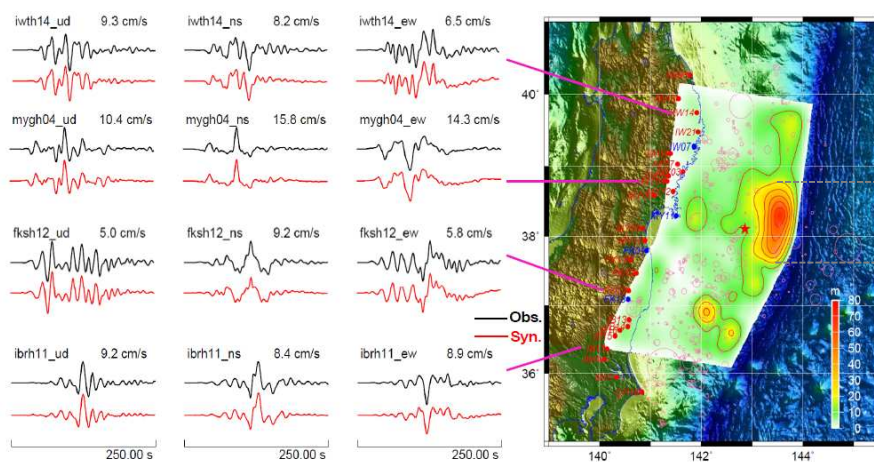 iwth14_ud 9.3 cm/s
iwth14_ns 8.2 cm/s
iwth14_ew 6.5 cm/s
mygh04_ud 10.4 cm/s
mygh04_ns 15.8 cm/s
mygh04_ew 14.3 cm/s
fksh12_ud 5.0 cm/s
fksh12_ns 9.2 cm/s
fksh12_ew 5.8 cm/s
Obs.
Syn.
ibrh11_ud 9.2 cm/s
ibrh11_ns 8.4 cm/s
ibrh11_ew 8.9 cm/s
250.00 s
250.00 s
250.00 s
40°
38°
36°
140°
142°
144°
IW21
m
80
70
60
50
40
30
20
10
0